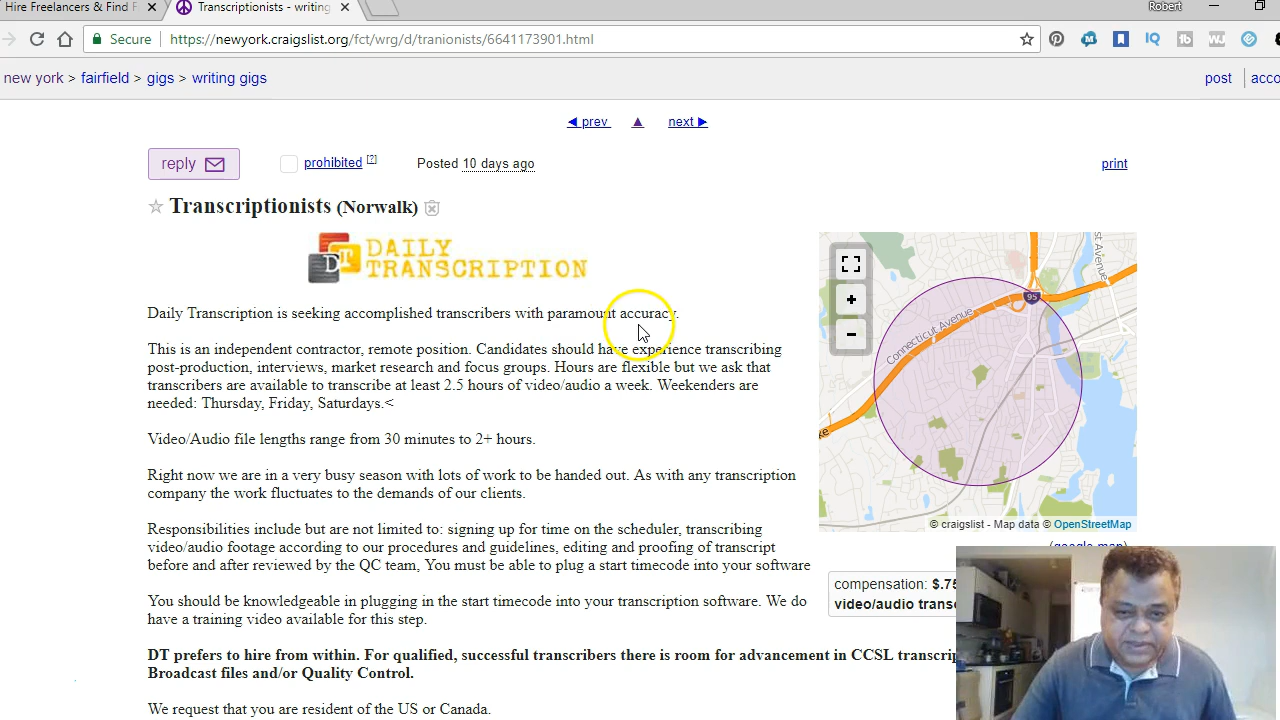 Hire Freelancers & Find F
Transcriptionists - writing
Robert
Secure
https://newyork.craigslist.org/fct/wrg/d/tranionists/6641173901.html
new york > fairfield > gigs > writing gigs
post
acco
◀ prev ▲ next ▶
reply
prohibited [?]
Posted 10 days ago
print
☆ Transcriptionists (Norwalk)
DT DAILY
TRANSCRIPTION
Daily Transcription is seeking accomplished transcribers with paramount accuracy.
This is an independent contractor, remote position. Candidates should have experience transcribing
post-production, interviews, market research and focus groups. Hours are flexible but we ask that
transcribers are available to transcribe at least 2.5 hours of video/audio a week. Weekenders are
needed: Thursday, Friday, Saturdays.<
Video/Audio file lengths range from 30 minutes to 2+ hours.
Right now we are in a very busy season with lots of work to be handed out. As with any transcription
company the work fluctuates to the demands of our clients.
Responsibilities include but are not limited to: signing up for time on the scheduler, transcribing
video/audio footage according to our procedures and guidelines, editing and proofing of transcript
before and after reviewed by the QC team, You must be able to plug a start timecode into your software
You should be knowledgeable in plugging in the start timecode into your transcription software. We do
have a training video available for this step.
DT prefers to hire from within. For qualified, successful transcribers there is room for advancement in CCSL transcrip
Broadcast files and/or Quality Control.
We request that you are resident of the US or Canada.
+
−
95
Connecticut Avenue
st Avenue
© craigslist - Map data © OpenStreetMap
(google map)
compensation: $.75
video/audio trans